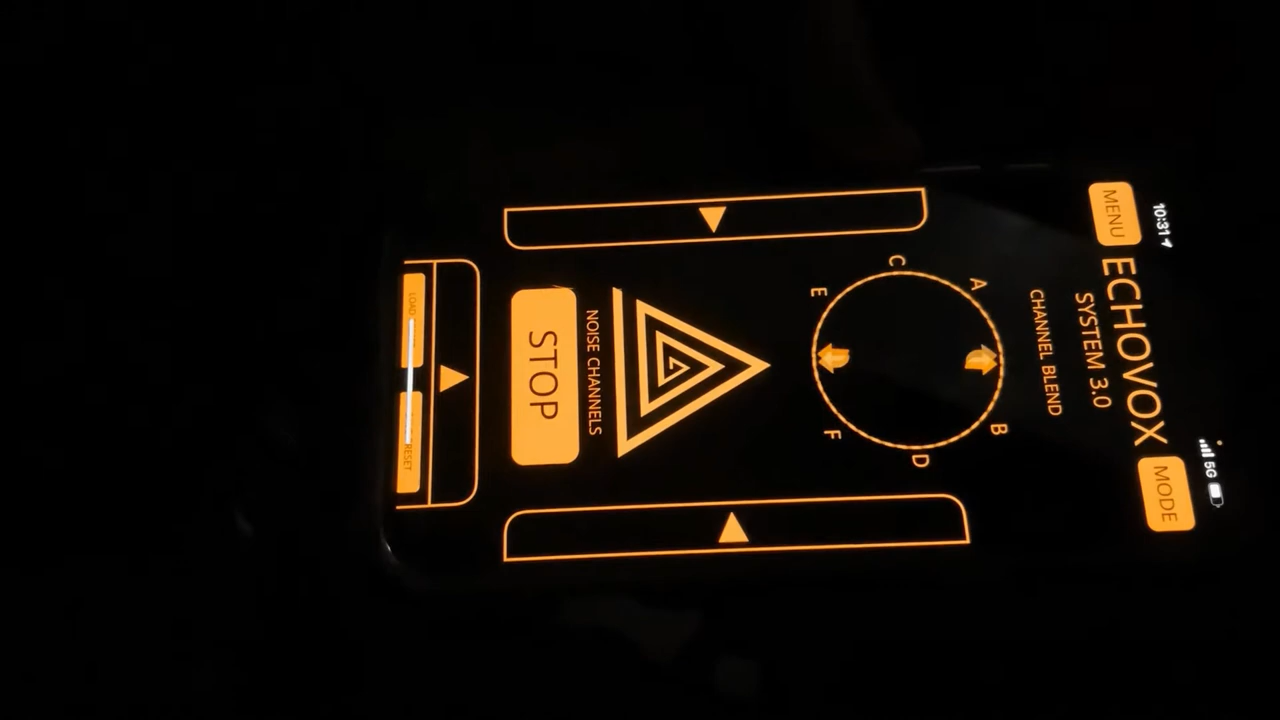 10:31
5G
MENU
ECHOVOX
MODE
SYSTEM 3.0
CHANNEL BLEND
A
B
C
D
E
F
NOISE CHANNELS
STOP
LOAD
RESET